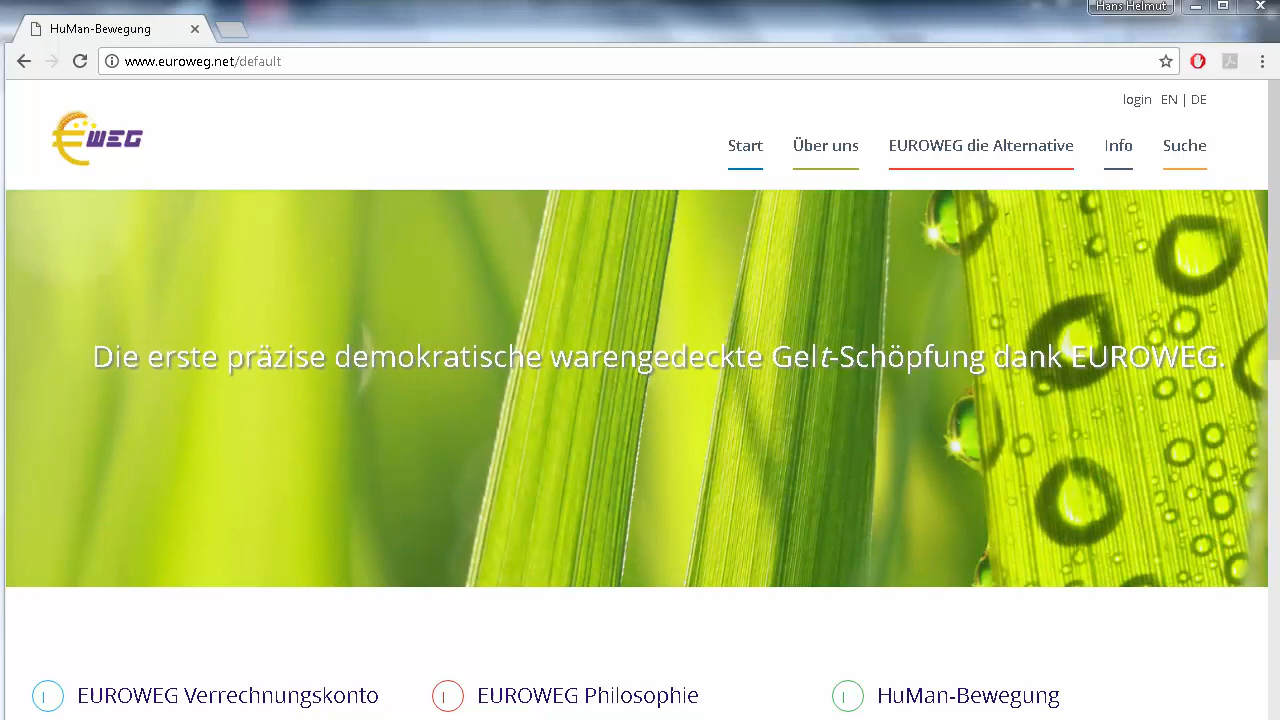 Hans Helmut
HuMan-Bewegung
www.euroweg.net/default
login EN | DE
€WEG
Start Über uns EUROWEG die Alternative Info Suche
Die erste präzise demokratische warengedeckte Gelt-Schöpfung dank EUROWEG.
EUROWEG Verrechnungskonto EUROWEG Philosophie HuMan-Bewegung